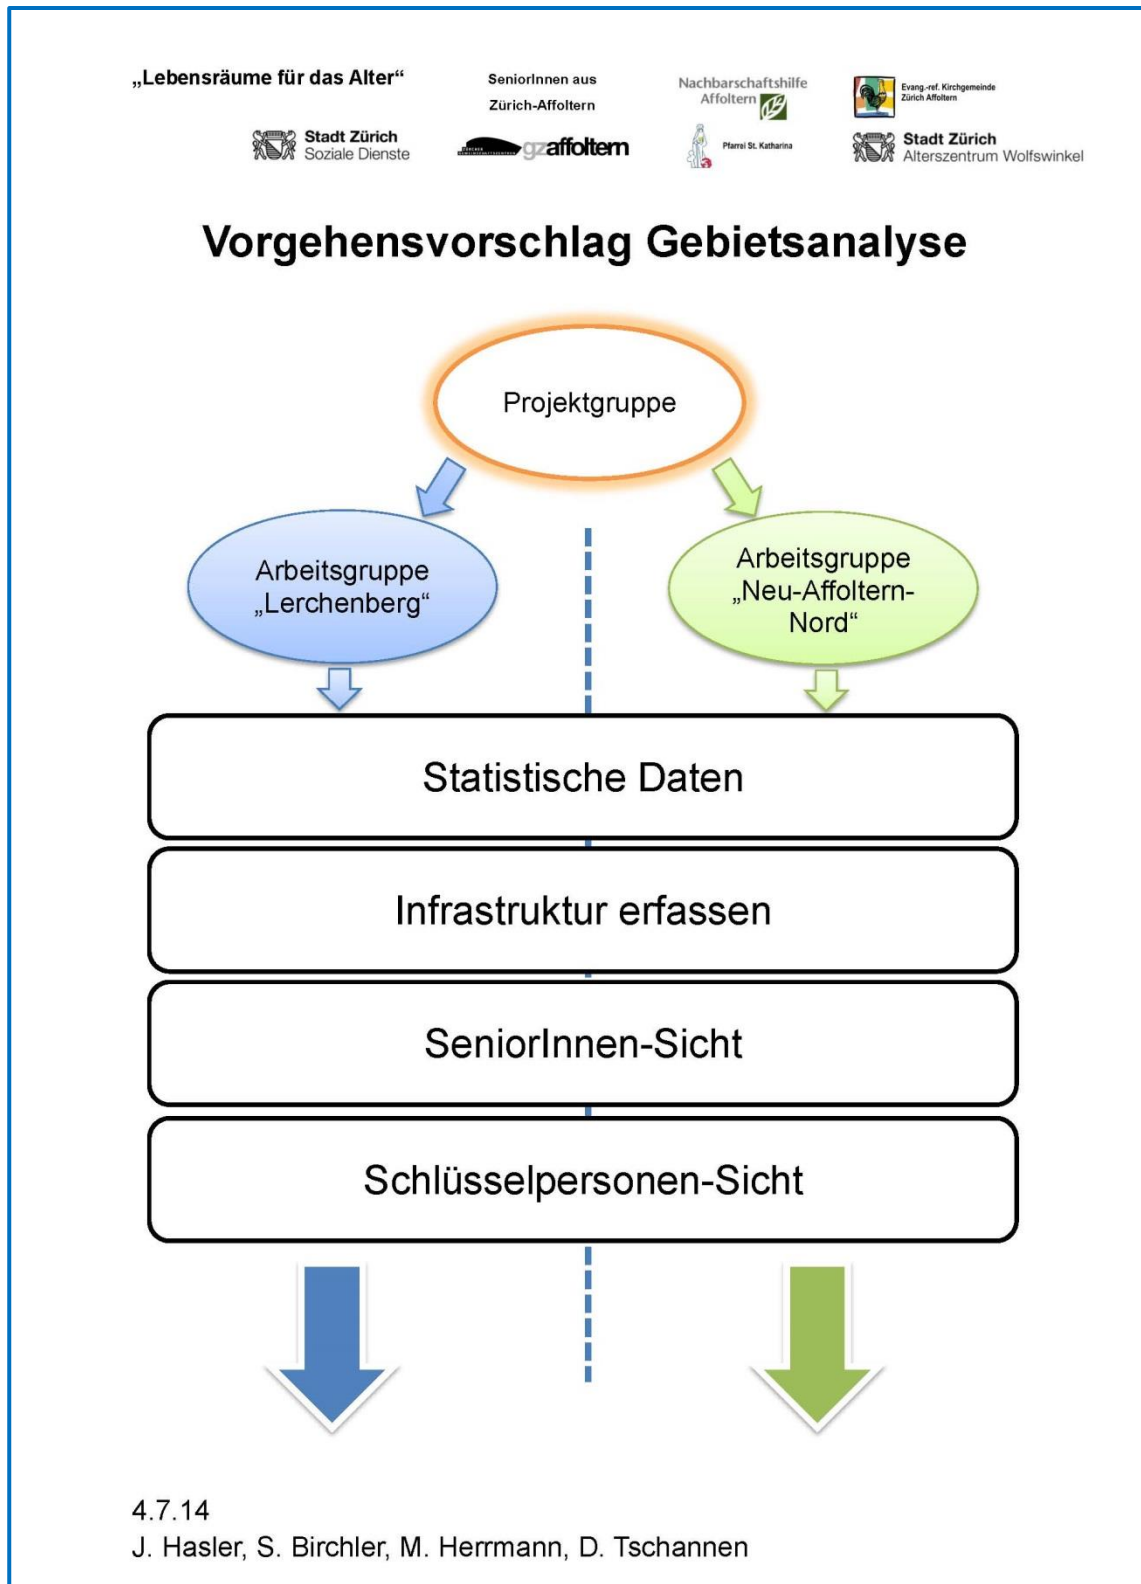 „Lebensräume für das Alter“
SeniorInnen aus
Zürich-Affoltern
Nachbarschaftshilfe
Affoltern
Evang.-ref. Kirchgemeinde
Zürich Affoltern
Stadt Zürich
Soziale Dienste
gzaffoltern
Pfarrei St. Katharina
Stadt Zürich
Alterszentrum Wolfswinkel
Vorgehensvorschlag Gebietsanalyse
Projektgruppe
Arbeitsgruppe
„Lerchenberg“
Arbeitsgruppe
„Neu-Affoltern-
Nord“
Statistische Daten
Infrastruktur erfassen
SeniorInnen-Sicht
Schlüsselpersonen-Sicht
4.7.14
J. Hasler, S. Birchler, M. Herrmann, D. Tschannen